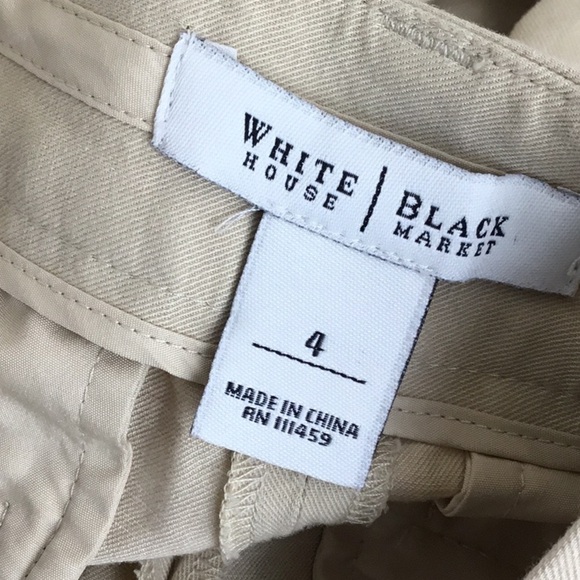 WHITE | BLACK
HOUSE | MARKET
4
MADE IN CHINA
RN 111459